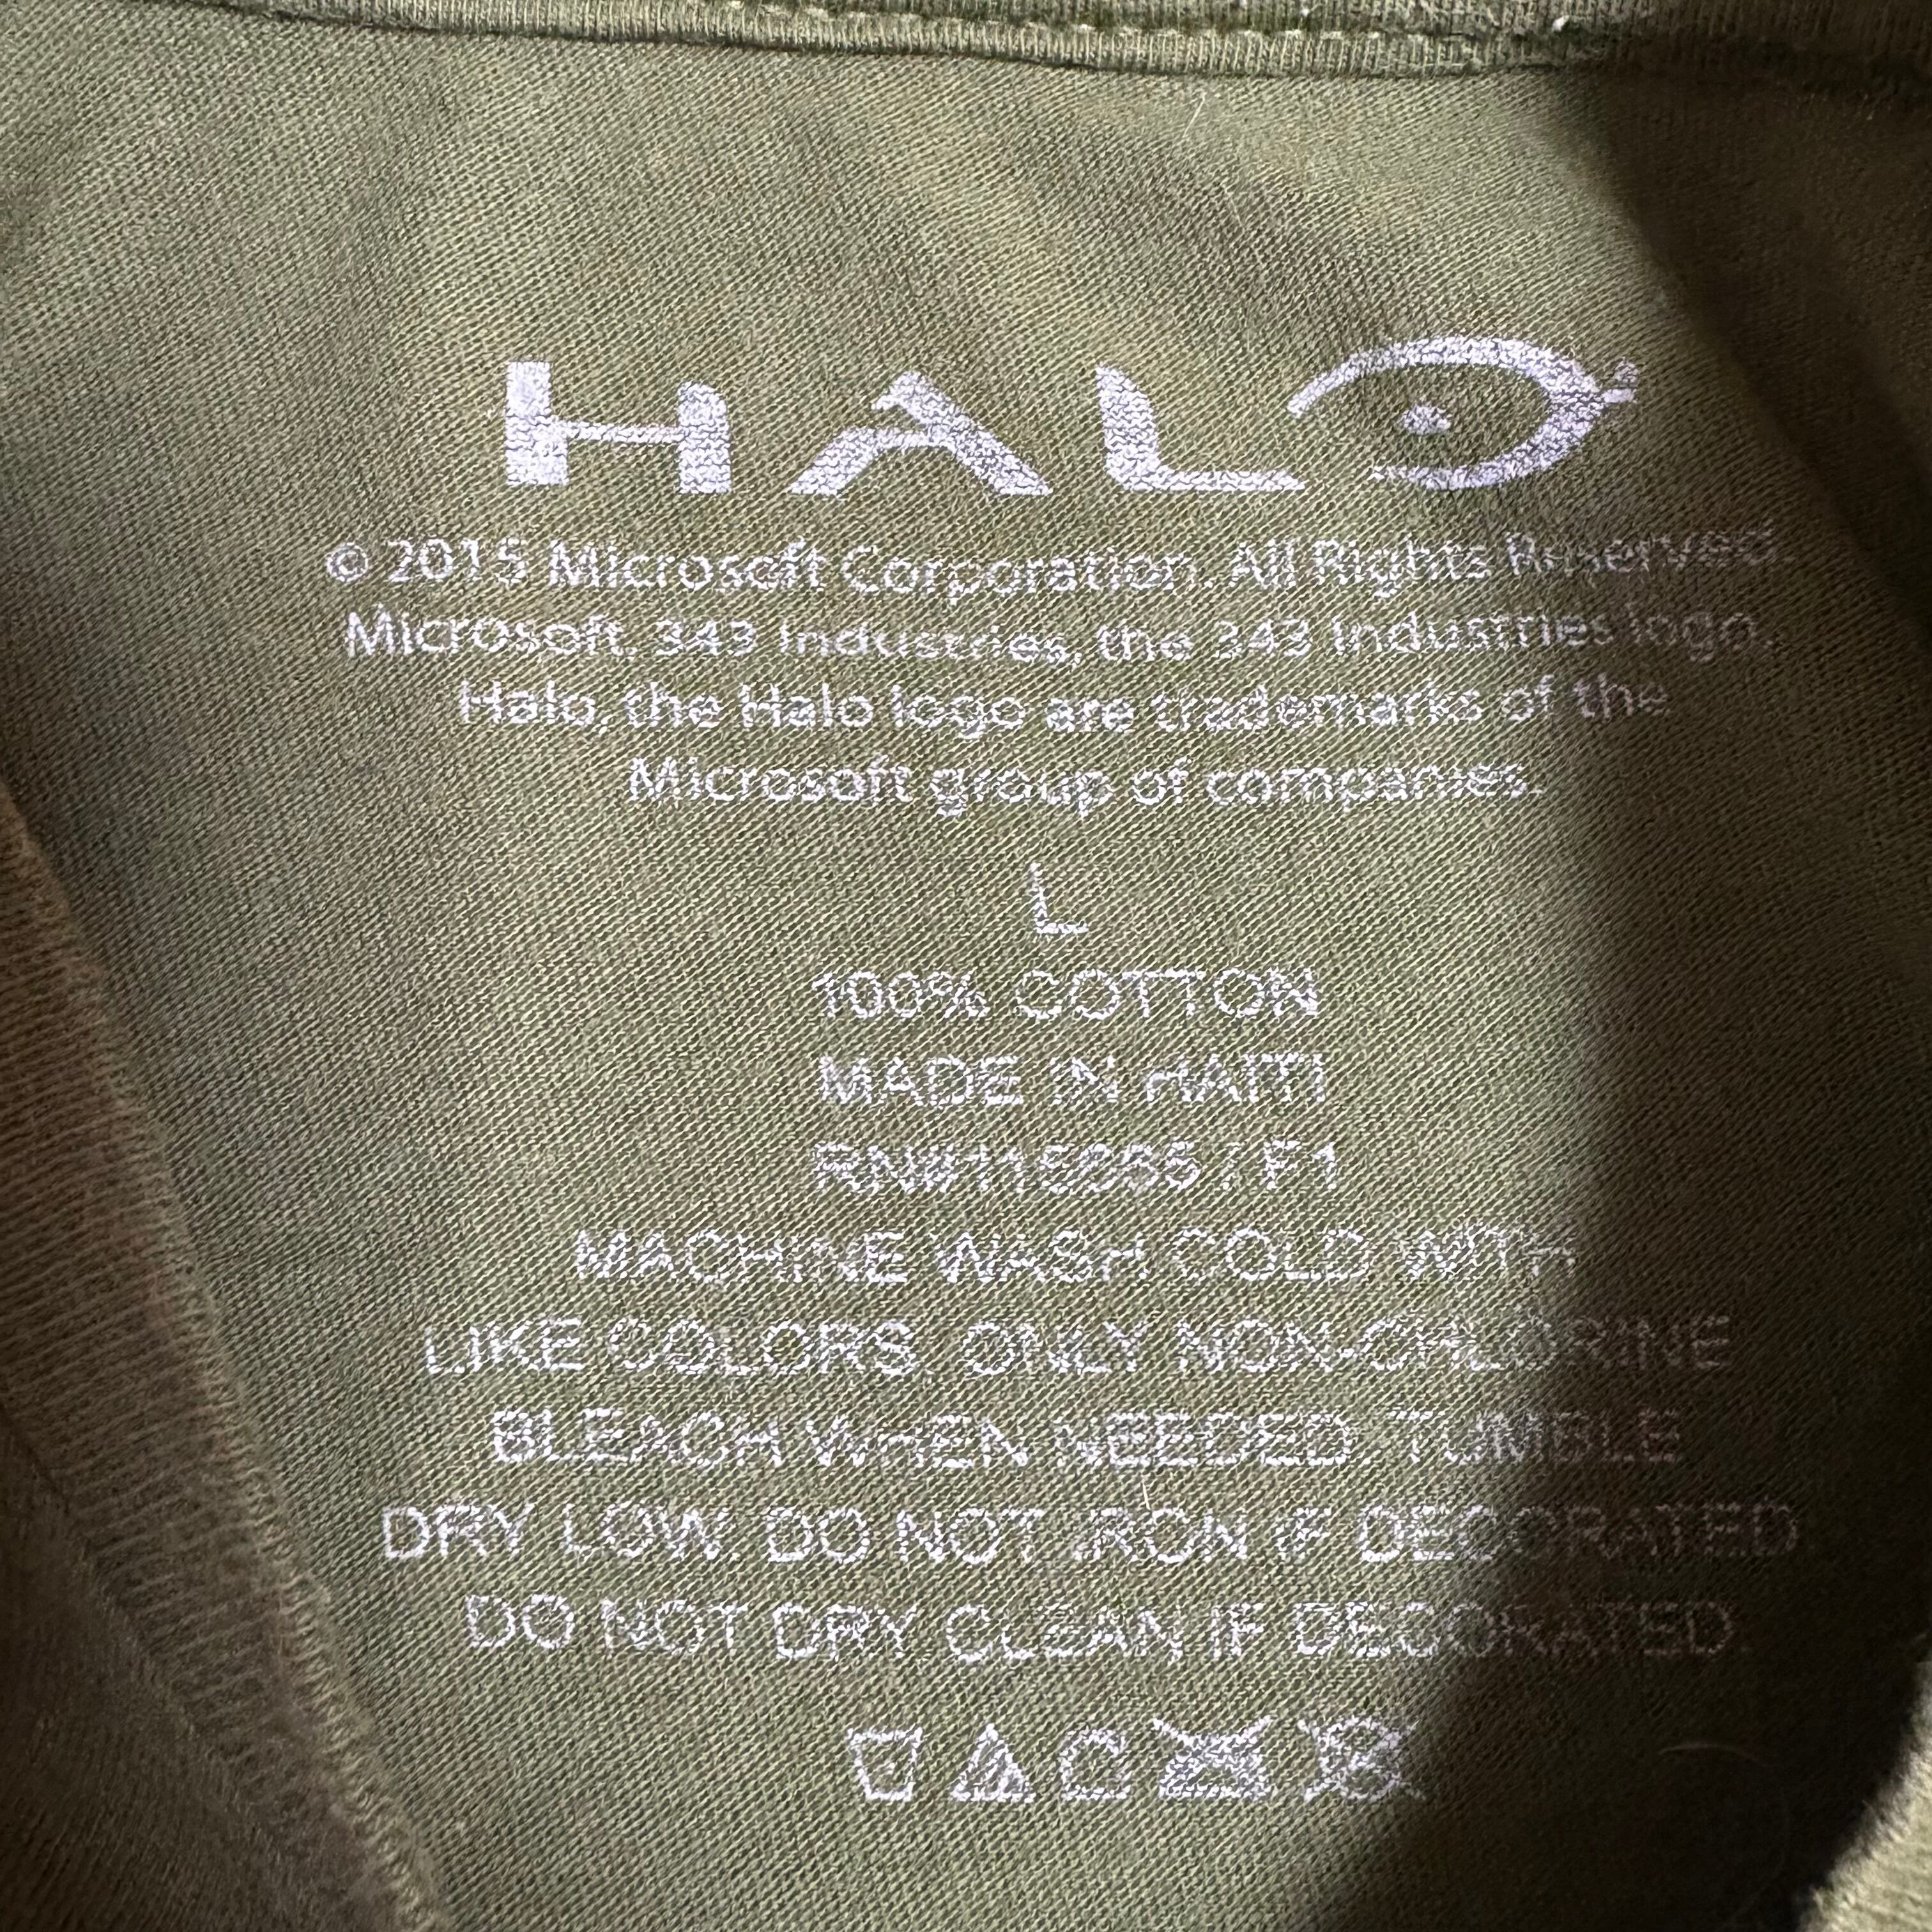 HALO
© 2015 Microsoft Corporation. All Rights Reserved.
Microsoft, 343 Industries, the 343 Industries logo,
Halo, the Halo logo are trademarks of the
Microsoft group of companies.
L
100% COTTON
MADE IN HAITI
/ F1
MACHINE WASH COLD WITH
LIKE COLORS. ONLY NON-CHLORINE
BLEACH WHEN NEEDED. TUMBLE
DRY LOW. DO NOT IRON IF DECORATED
DO NOT DRY CLEAN IF DECORATED